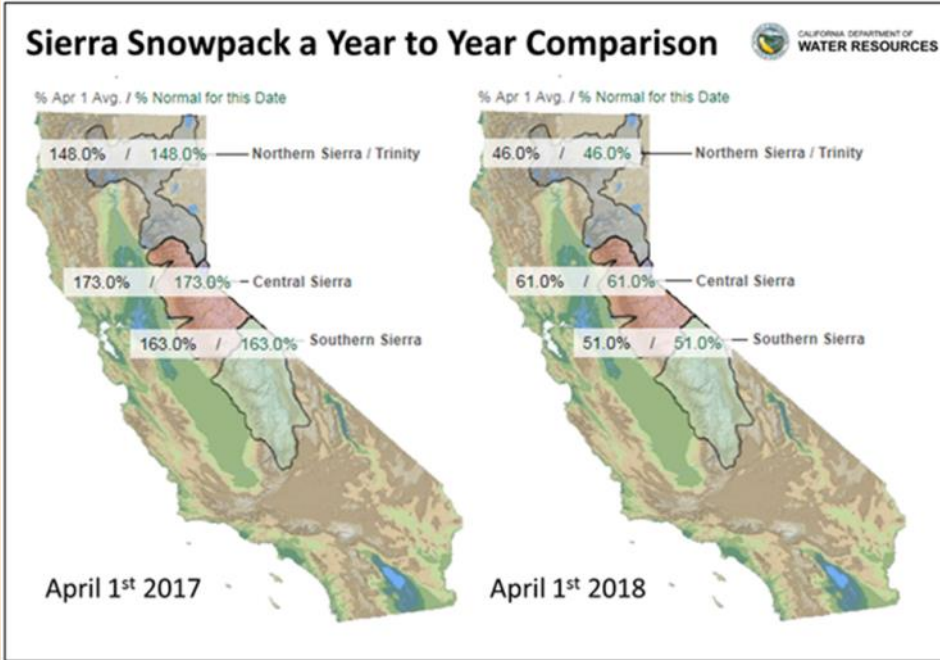 Sierra Snowpack a Year to Year Comparison
CALIFORNIA DEPARTMENT OF
WATER RESOURCES
% Apr 1 Avg. / % Normal for this Date
148.0% / 148.0% Northern Sierra / Trinity
173.0% / 173.0% Central Sierra
163.0% / 163.0% Southern Sierra
April 1st 2017
% Apr 1 Avg. / % Normal for this Date
46.0% / 46.0% Northern Sierra / Trinity
61.0% / 61.0% Central Sierra
51.0% / 51.0% Southern Sierra
April 1st 2018